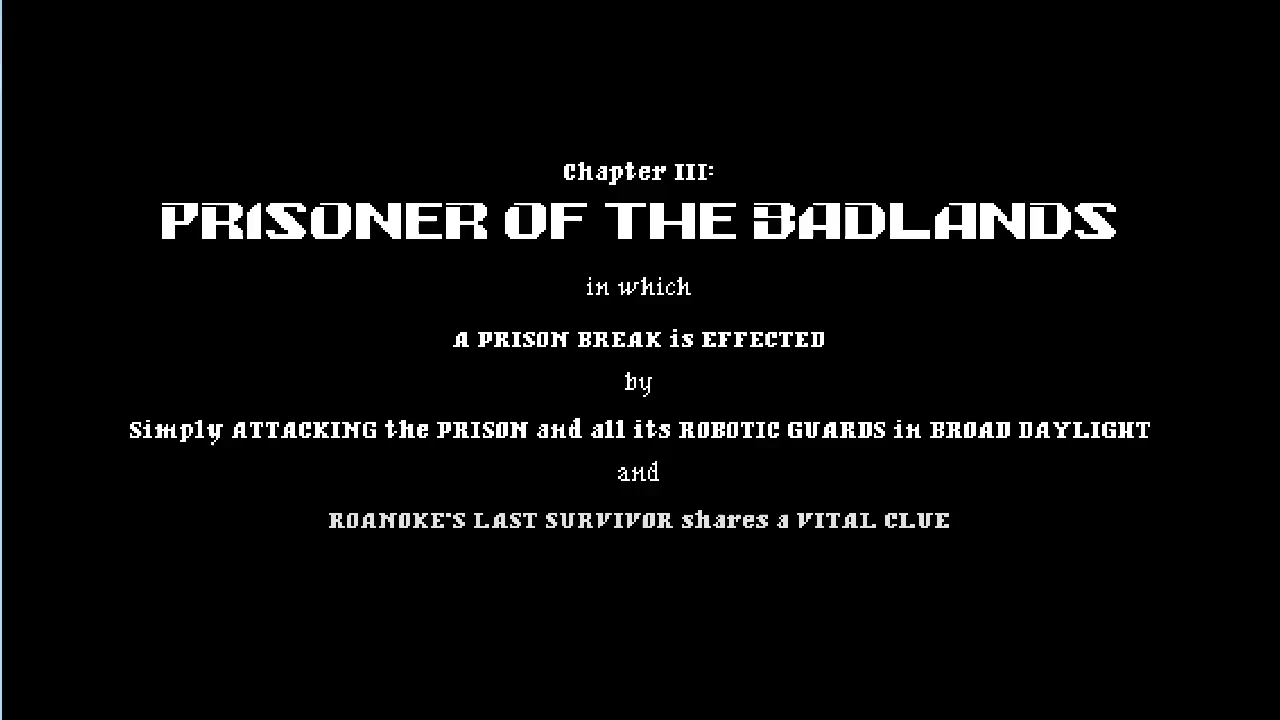 Chapter III:
PRISONER OF THE BADLANDS
in which
A PRISON BREAK is EFFECTED
by
Simply ATTACKING the PRISON and all its ROBOTIC GUARDS in BROAD DAYLIGHT
and
ROANOKE'S LAST SURVIVOR shares a VITAL CLUE